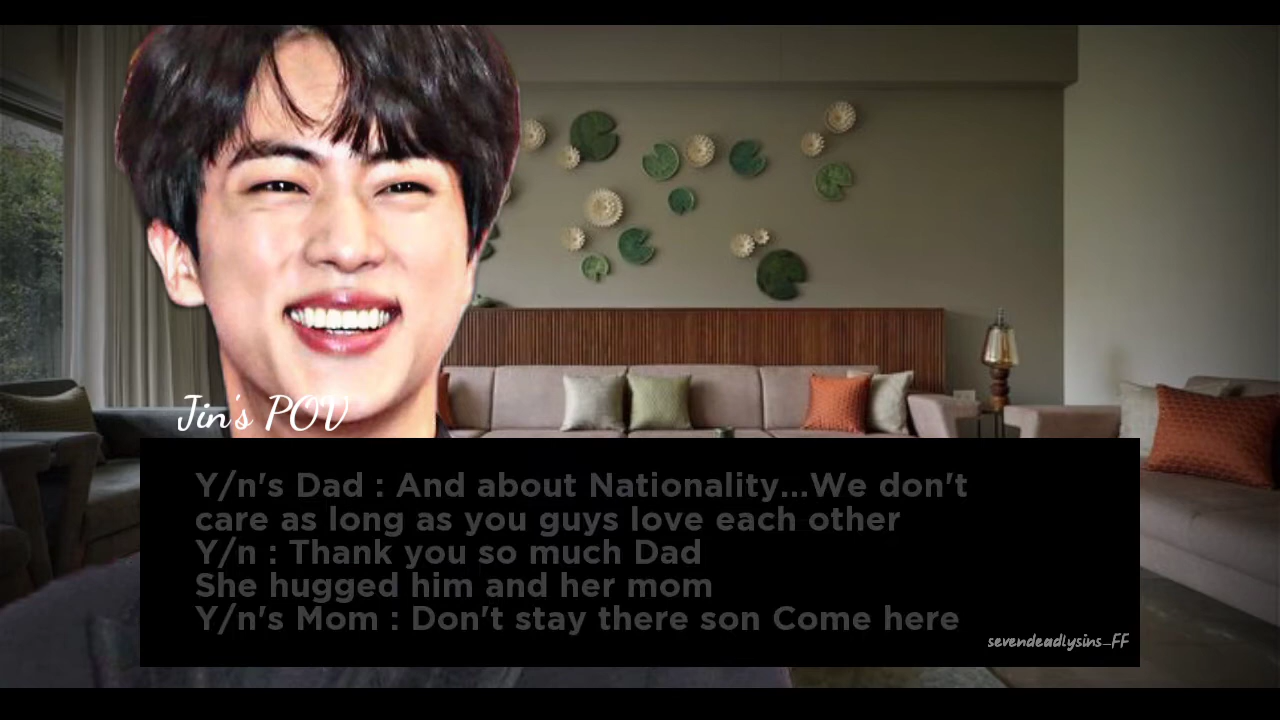 Jin's POV
Y/n's Dad : And about Nationality...We don't
care as long as you guys love each other
Y/n : Thank you so much Dad
She hugged him and her mom
Y/n's Mom : Don't stay there son Come here
sevendeadlysins_FF